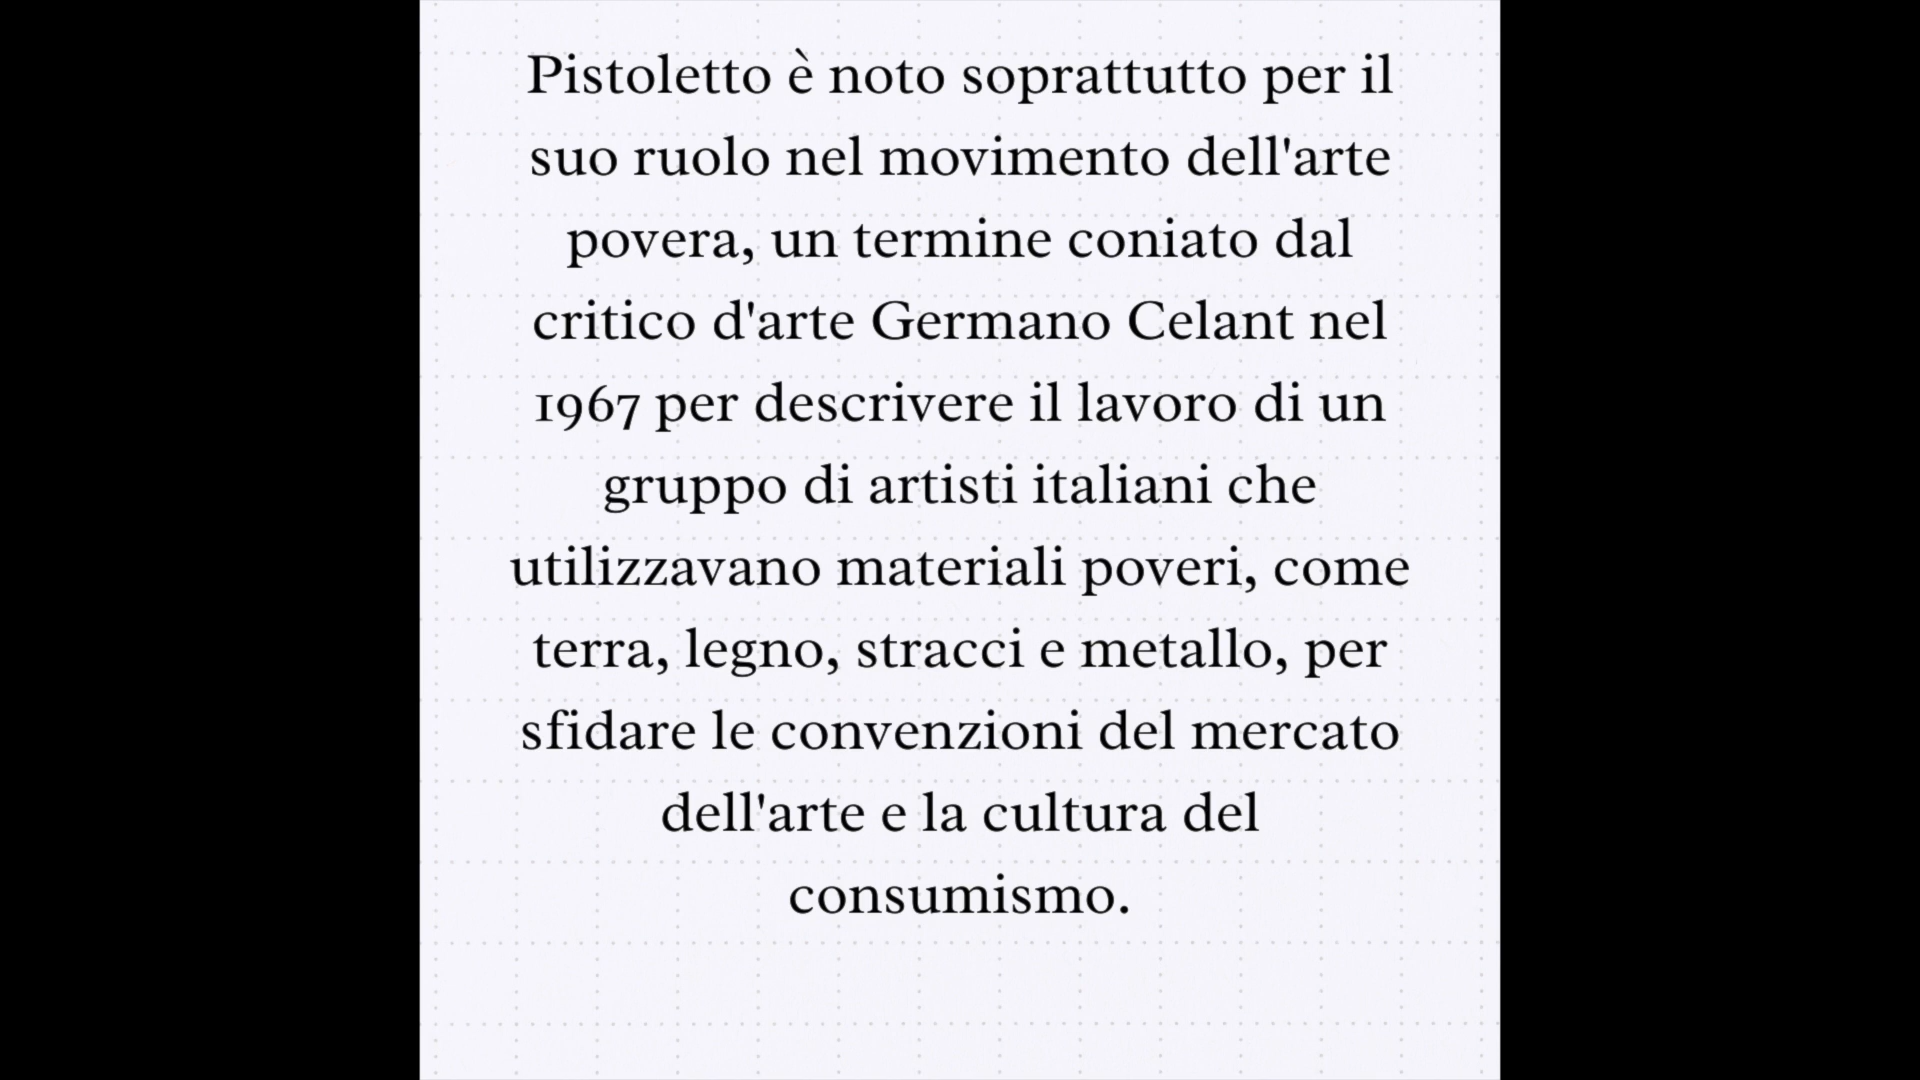 Pistoletto è noto soprattutto per il
suo ruolo nel movimento dell'arte
povera, un termine coniato dal
critico d'arte Germano Celant nel
1967 per descrivere il lavoro di un
gruppo di artisti italiani che
utilizzavano materiali poveri, come
terra, legno, stracci e metallo, per
sfidare le convenzioni del mercato
dell'arte e la cultura del
consumismo.